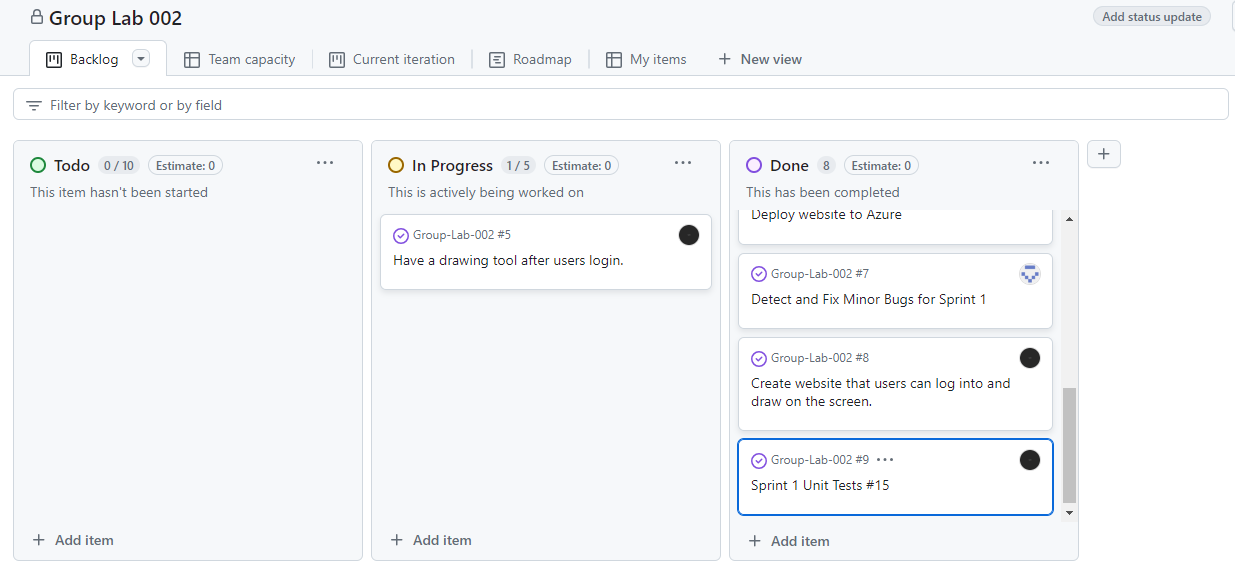 Group Lab 002
Add status update
Backlog
Team capacity
Current iteration
Roadmap
My items
New view
Filter by keyword or by field
Todo 0 / 10 Estimate: 0
This item hasn't been started
Add item
In Progress 1 / 5 Estimate: 0
This is actively being worked on
Group-Lab-002 #5
Have a drawing tool after users login.
Add item
Done 8 Estimate: 0
This has been completed
Deploy website to Azure
Group-Lab-002 #7
Detect and Fix Minor Bugs for Sprint 1
Group-Lab-002 #8
Create website that users can log into and
draw on the screen.
Group-Lab-002 #9
Sprint 1 Unit Tests #15
Add item